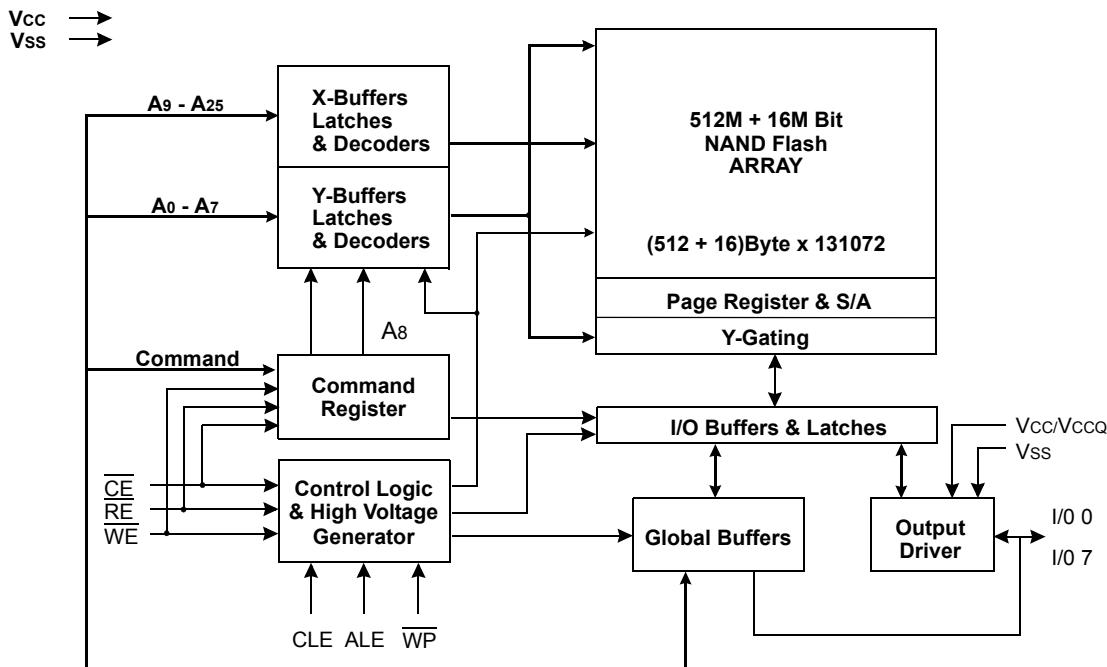 VCC
VSS
A9 - A25
X-Buffers
Latches
& Decoders
A0 - A7
Y-Buffers
Latches
& Decoders
512M + 16M Bit
NAND Flash
ARRAY
(512 + 16)Byte x 131072
Page Register & S/A
Y-Gating
A8
Command
Command
Register
I/O Buffers & Latches
VCC/VCCQ
VSS
CE
RE
WE
Control Logic
& High Voltage
Generator
Global Buffers
Output
Driver
I/0 0
I/0 7
CLE
ALE
WP